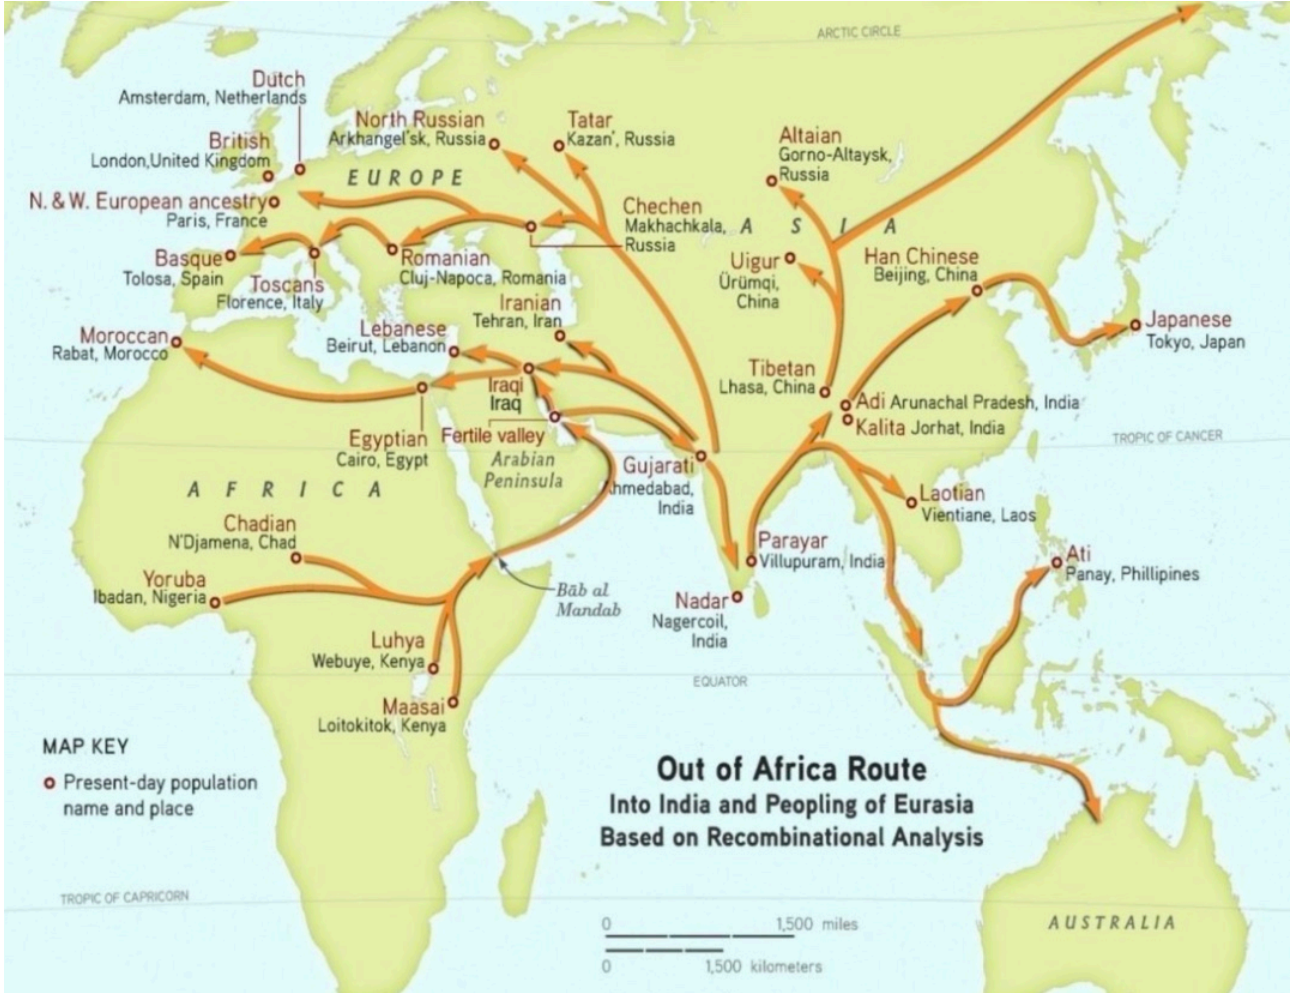 ARCTIC CIRCLE
Dutch
Amsterdam, Netherlands
North Russian
Arkhangel'sk, Russia
Tatar
Kazan', Russia
Altaian
Gorno-Altaysk,
Russia
British
London,United Kingdom
EUROPE
N. & W. European ancestry
Paris, France
Chechen
Makhachkala,
Russia
ASIA
Basque
Tolosa, Spain
Toscans
Florence, Italy
Romanian
Cluj-Napoca, Romania
Uigur
Ürümqi,
China
Han Chinese
Beijing, China
Iranian
Tehran, Iran
Moroccan
Rabat, Morocco
Lebanese
Beirut, Lebanon
Japanese
Tokyo, Japan
Iraqi
Iraq
Tibetan
Lhasa, China
Adi Arunachal Pradesh, India
Kalita Jorhat, India
Egyptian
Cairo, Egypt
Fertile valley
Arabian
Peninsula
TROPIC OF CANCER
Gujarati
Ahmedabad,
India
AFRICA
Laotian
Vientiane, Laos
Chadian
N'Djamena, Chad
Parayar
Villupuram, India
Ati
Panay, Phillipines
Yoruba
Ibadan, Nigeria
Bāb al
Mandab
Nadar
Nagercoil,
India
Luhya
Webuye, Kenya
EQUATOR
Maasai
Loitokitok, Kenya
MAP KEY
Present-day population
name and place
Out of Africa Route
Into India and Peopling of Eurasia
Based on Recombinational Analysis
TROPIC OF CAPRICORN
0 1,500 miles
0 1,500 kilometers
AUSTRALIA